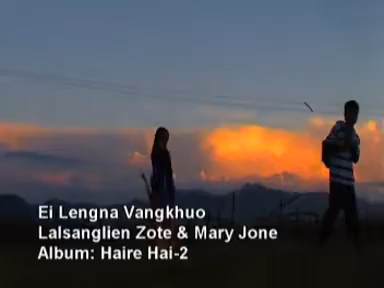 Ei Lengna Vangkhuo
Lalsanglien Zote & Mary Jone
Album: Haire Hai-2